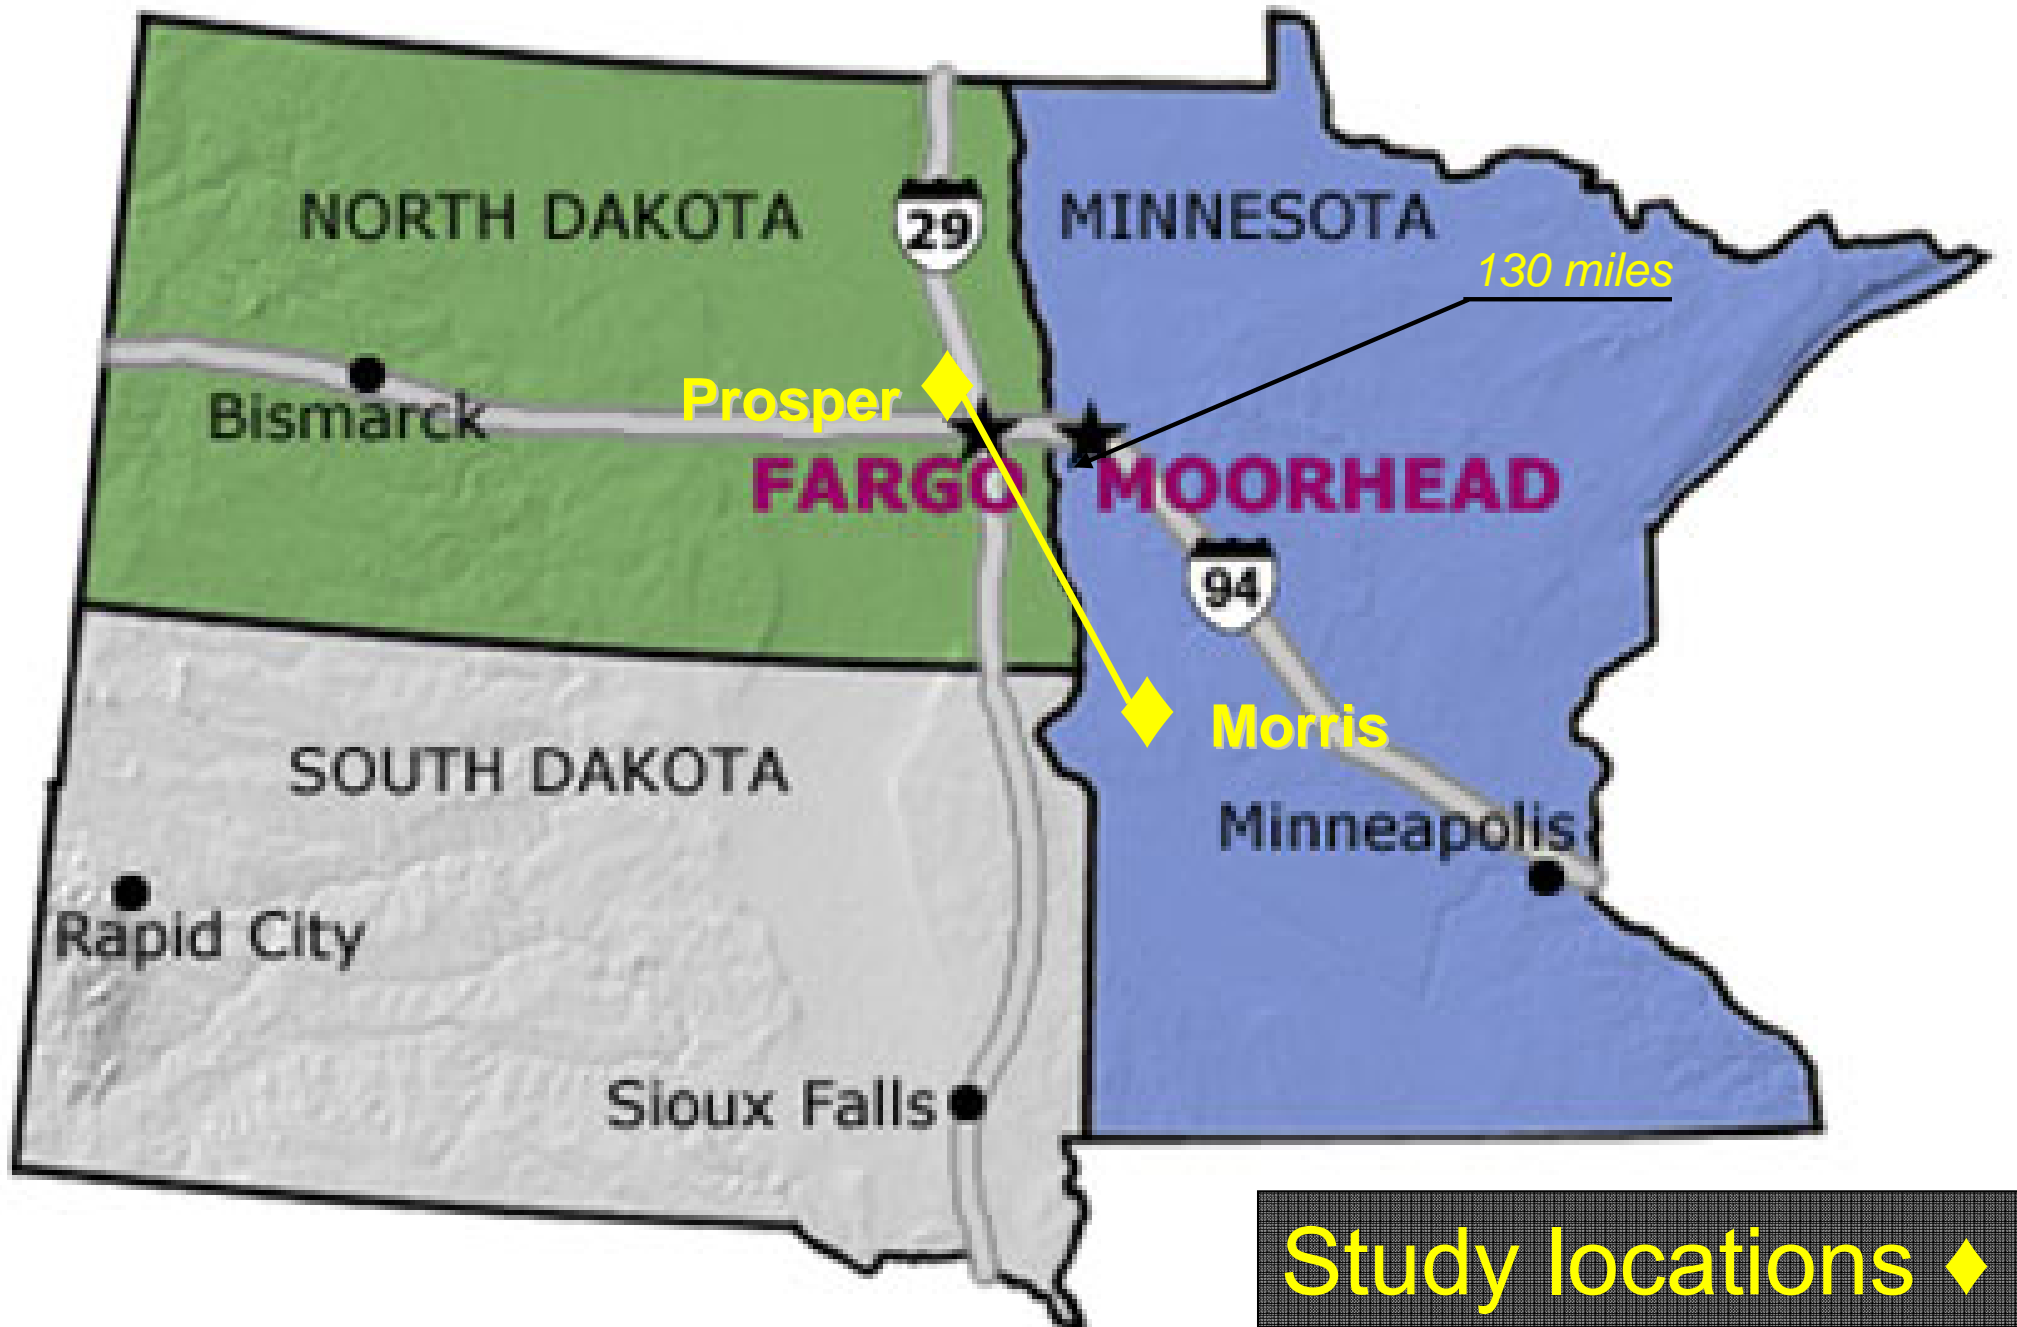 NORTH DAKOTA
29
MINNESOTA
130 miles
Prosper
Bismarck
FARGO
MOORHEAD
94
Morris
SOUTH DAKOTA
Minneapolis
Rapid City
Sioux Falls
Study locations ♦